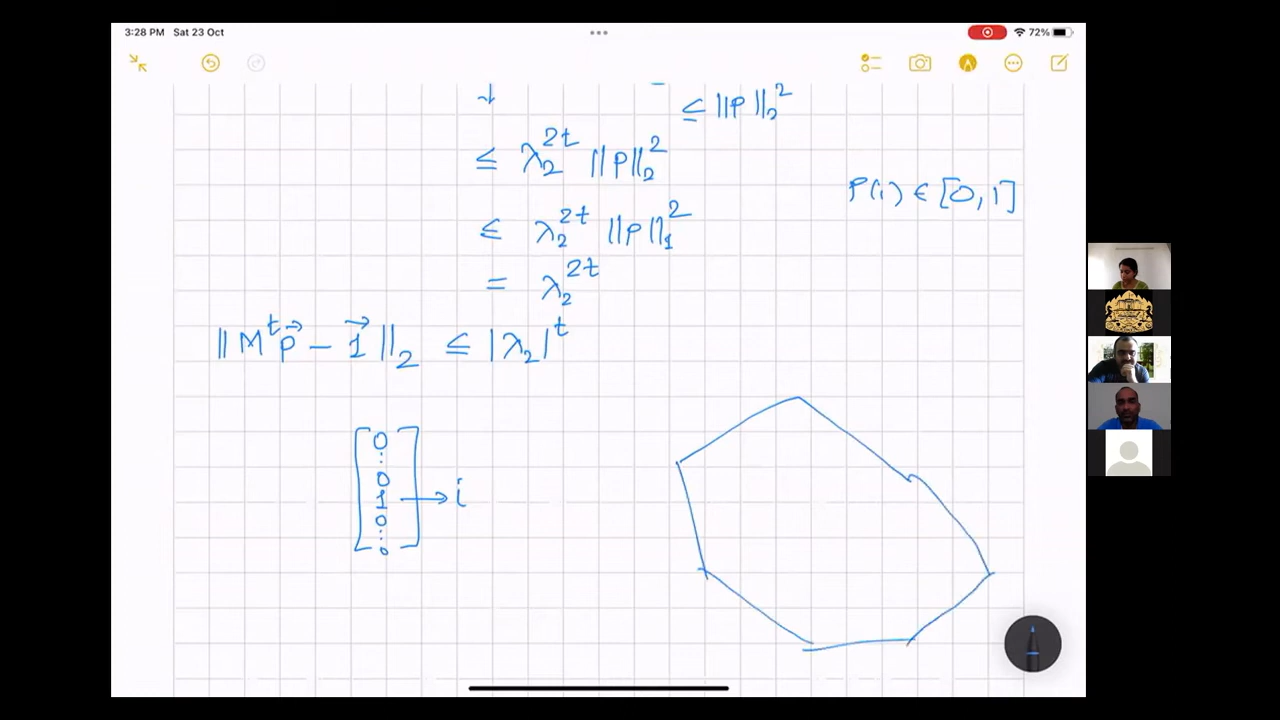 3:28 PM Sat 23 Oct
72%
≤ ||P||₂²
≤ λ₂^{2t} ||P||₂²
P(i) ∈ [0,1]
≤ λ₂^{2t} ||P||₁²
= λ₂^{2t}
||M^t p⃗ − 1⃗||₂ ≤ |λ₂|^t
0
⋮
0
1 → i
0
⋮
0